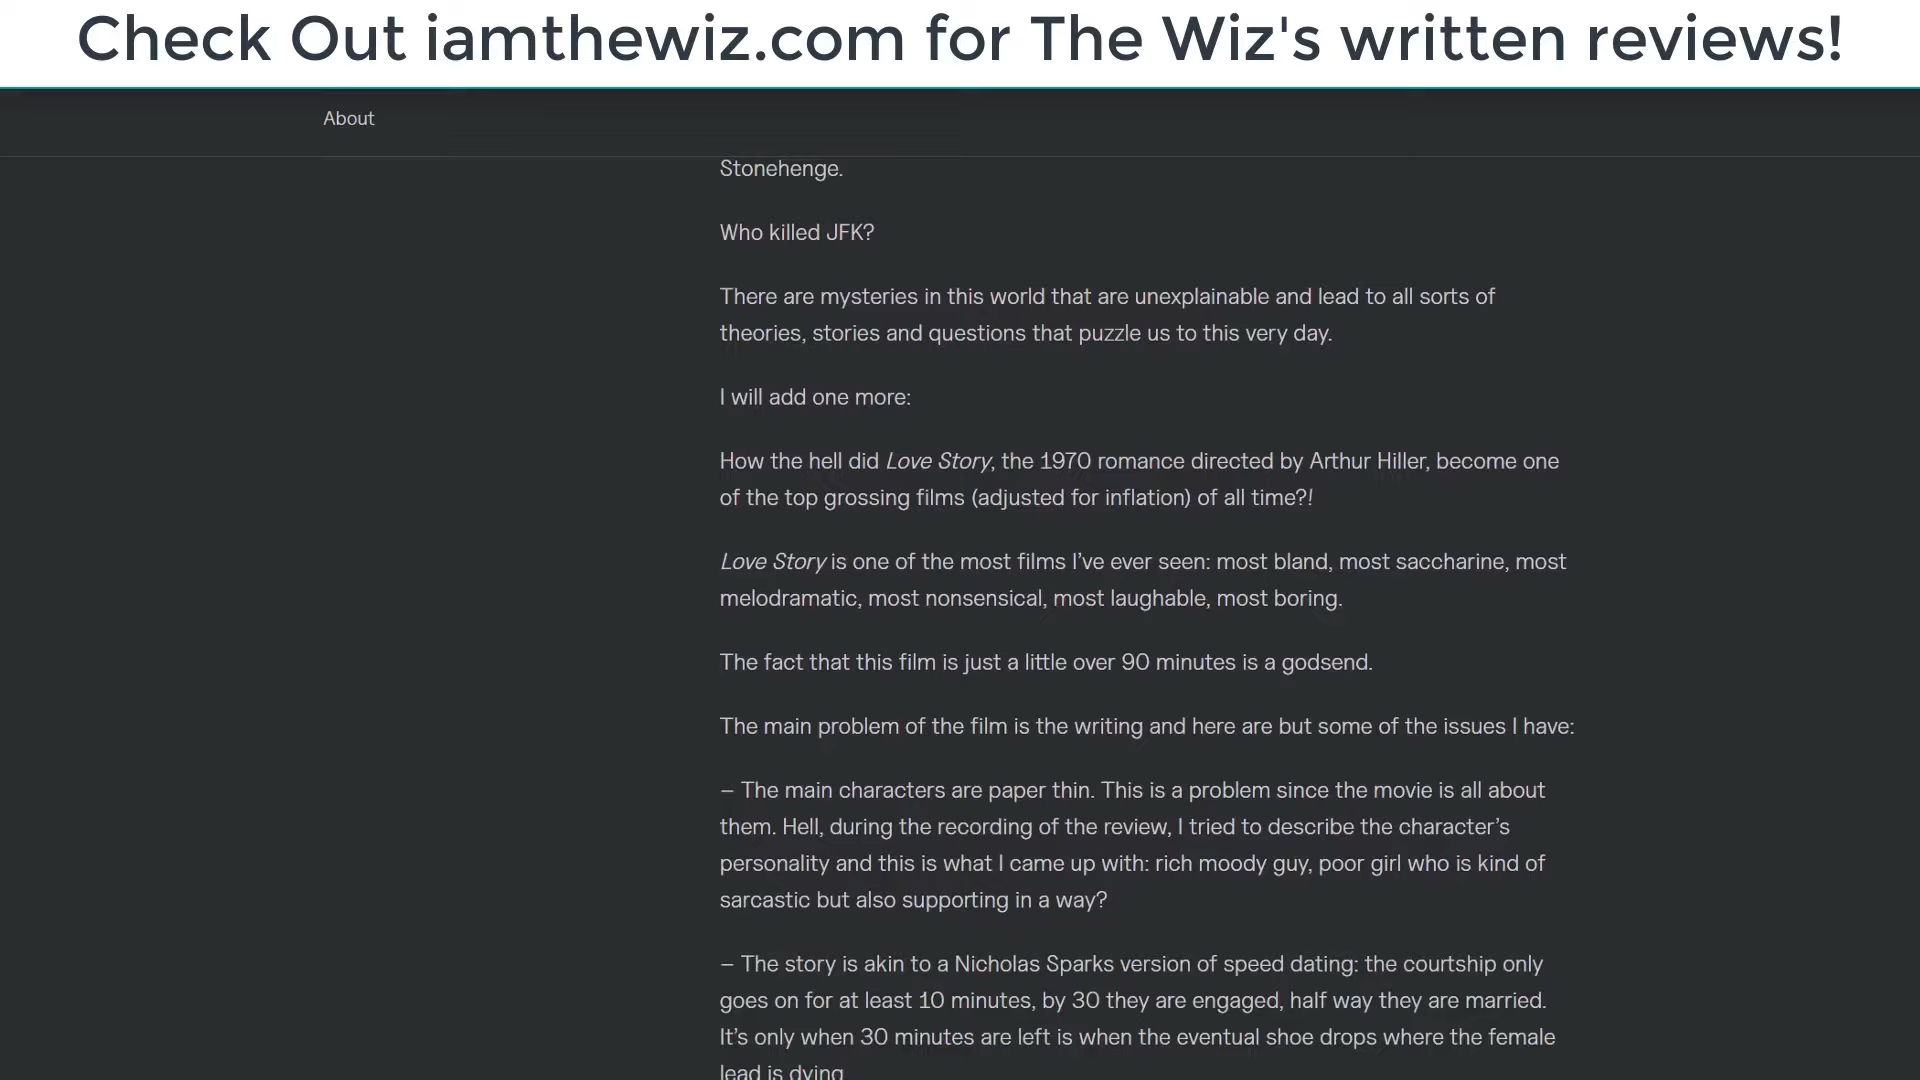 Check Out iamthewiz.com for The Wiz's written reviews!
About
Stonehenge.
Who killed JFK?
There are mysteries in this world that are unexplainable and lead to all sorts of
theories, stories and questions that puzzle us to this very day.
I will add one more:
How the hell did Love Story, the 1970 romance directed by Arthur Hiller, become one
of the top grossing films (adjusted for inflation) of all time?!
Love Story is one of the most films I’ve ever seen: most bland, most saccharine, most
melodramatic, most nonsensical, most laughable, most boring.
The fact that this film is just a little over 90 minutes is a godsend.
The main problem of the film is the writing and here are but some of the issues I have:
– The main characters are paper thin. This is a problem since the movie is all about
them. Hell, during the recording of the review, I tried to describe the character’s
personality and this is what I came up with: rich moody guy, poor girl who is kind of
sarcastic but also supporting in a way?
– The story is akin to a Nicholas Sparks version of speed dating: the courtship only
goes on for at least 10 minutes, by 30 they are engaged, half way they are married.
It’s only when 30 minutes are left is when the eventual shoe drops where the female
lead is dying